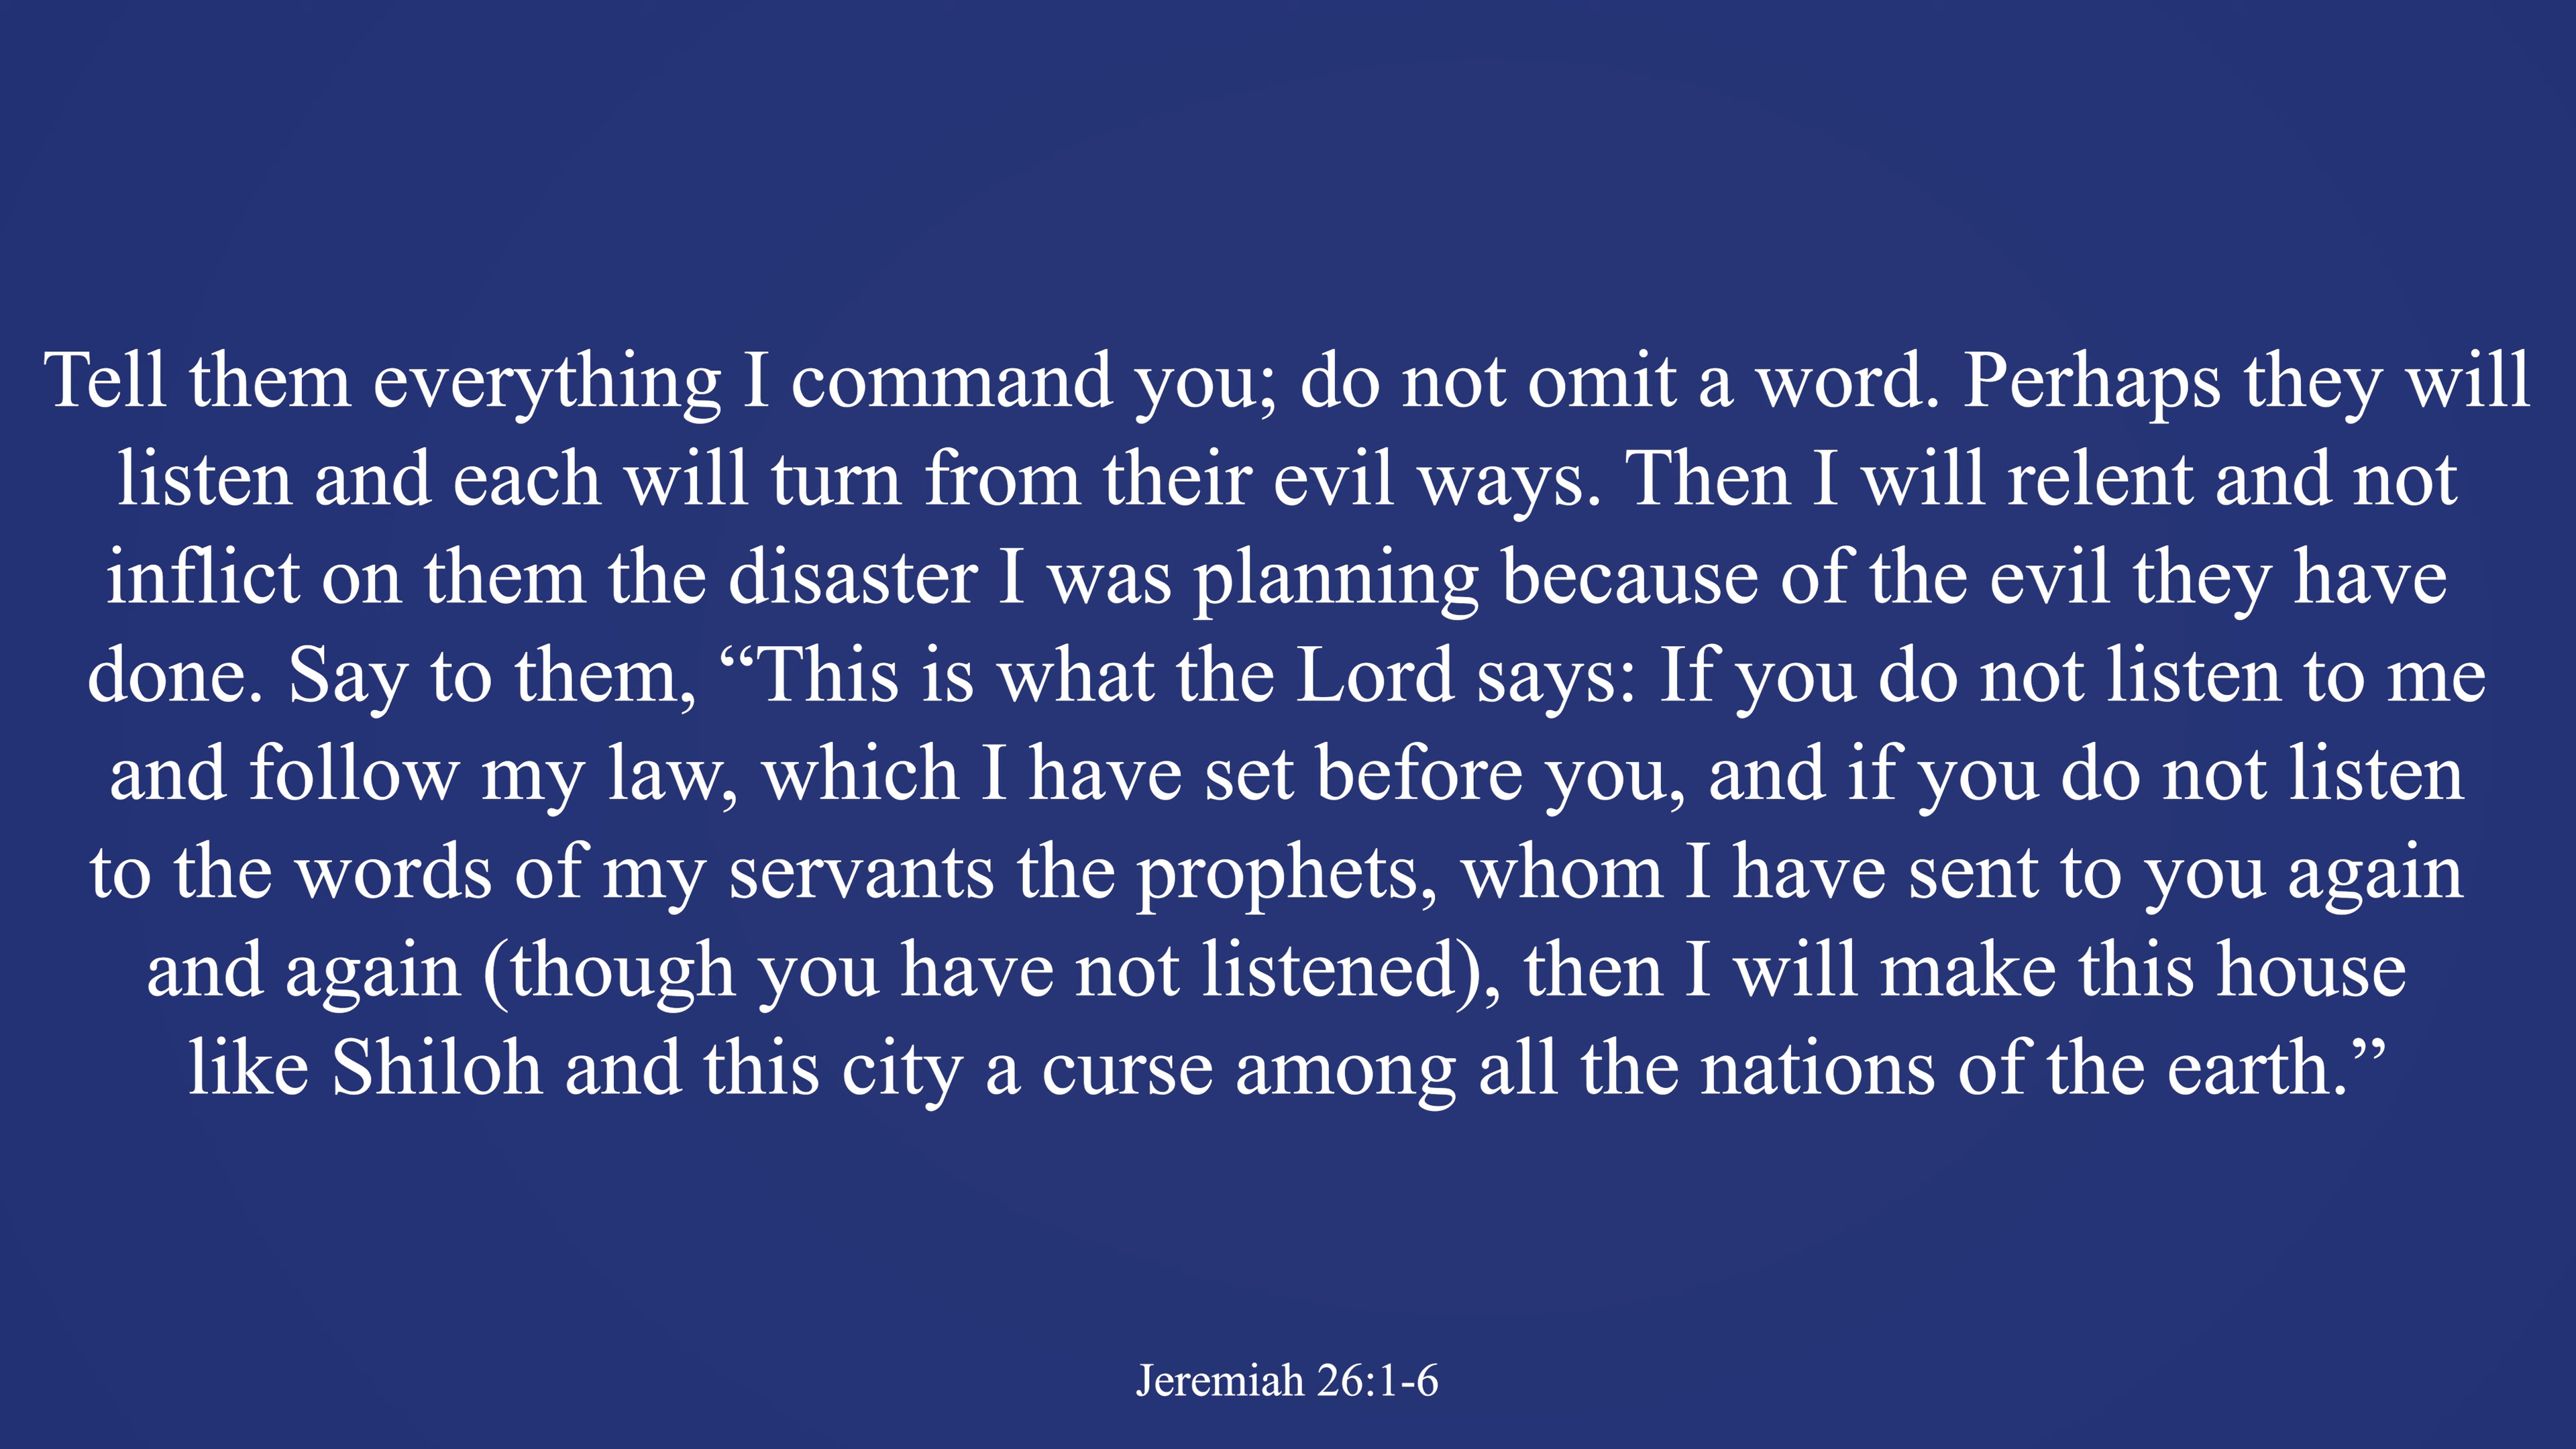 Tell them everything I command you; do not omit a word. Perhaps they will
listen and each will turn from their evil ways. Then I will relent and not
inflict on them the disaster I was planning because of the evil they have
done. Say to them, “This is what the Lord says: If you do not listen to me
and follow my law, which I have set before you, and if you do not listen
to the words of my servants the prophets, whom I have sent to you again
and again (though you have not listened), then I will make this house
like Shiloh and this city a curse among all the nations of the earth.”
Jeremiah 26:1-6